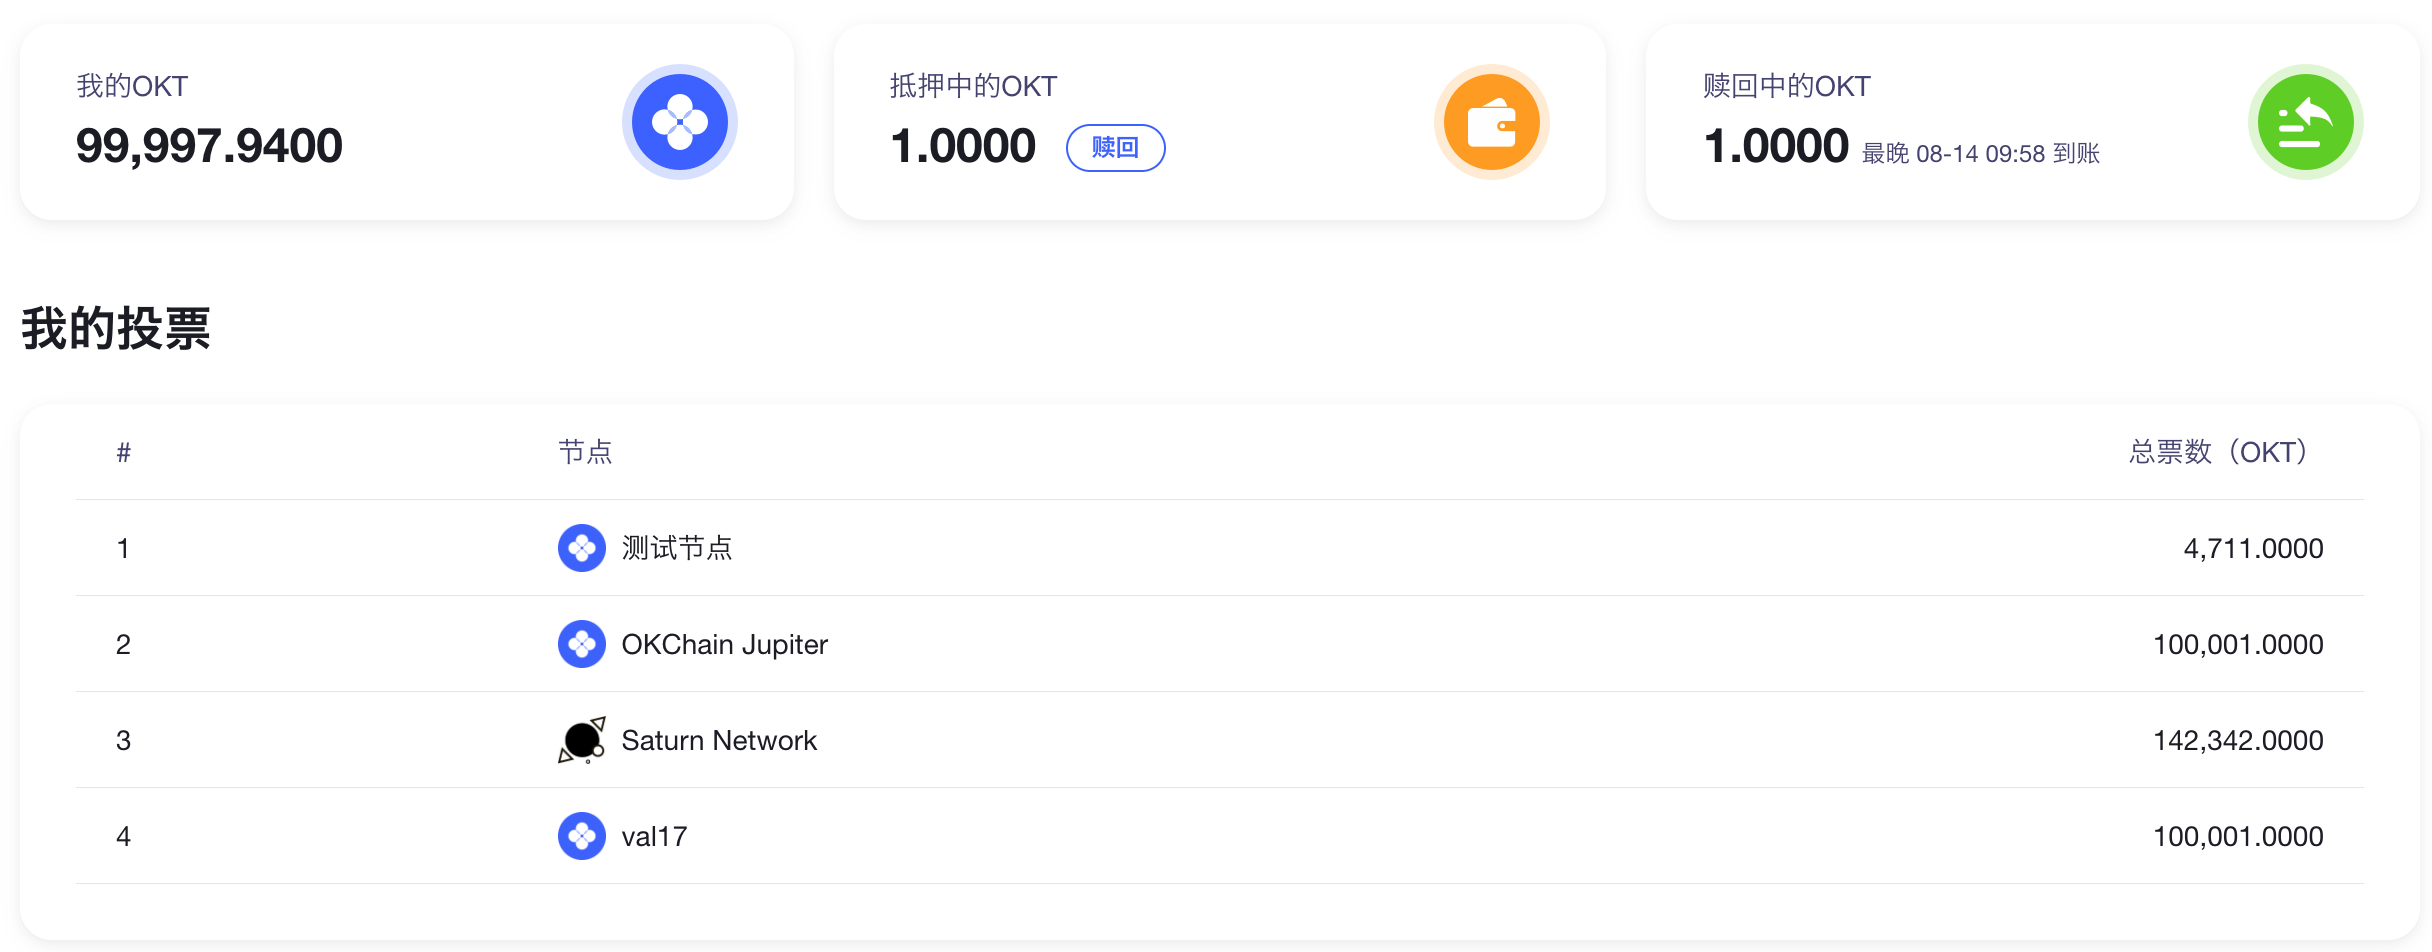 我的OKT
99,997.9400
抵押中的OKT
1.0000 赎回
赎回中的OKT
1.0000 最晚 08-14 09:58 到账
我的投票
# 节点 总票数（OKT）
1 测试节点 4,711.0000
2 OKChain Jupiter 100,001.0000
3 Saturn Network 142,342.0000
4 val17 100,001.0000